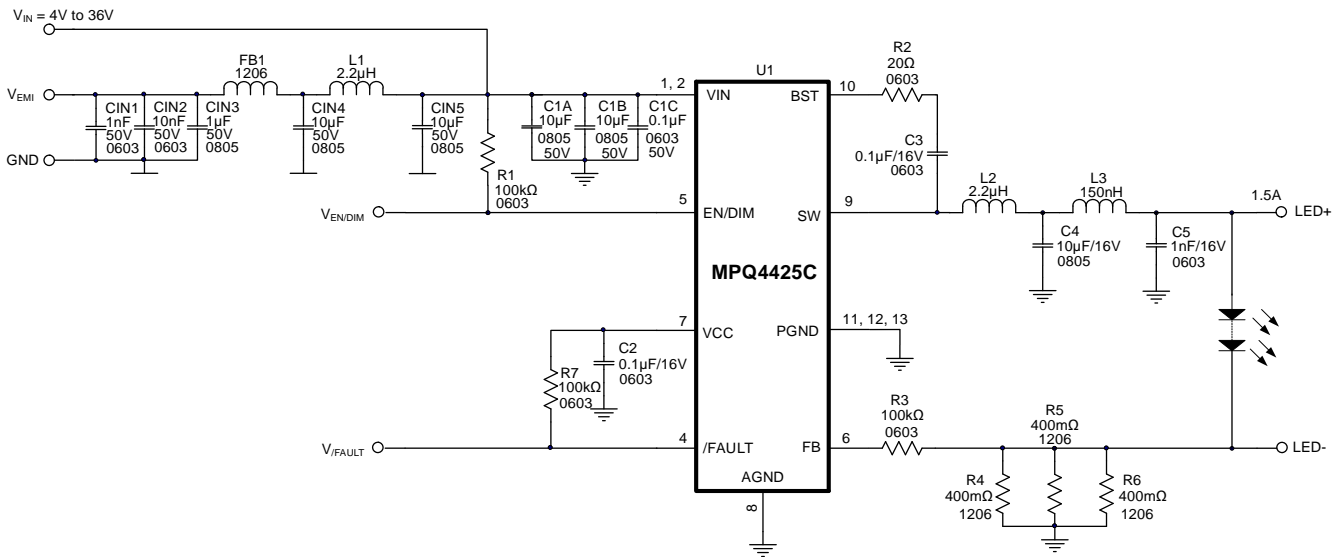 VIN = 4V to 36V
VEMI
GND
CIN1
1nF
50V
0603
CIN2
10nF
50V
0603
CIN3
1µF
50V
0805
FB1
1206
CIN4
10µF
50V
0805
L1
2.2µH
CIN5
10µF
50V
0805
R1
100kΩ
0603
C1A
10µF
0805
50V
C1B
10µF
0805
50V
C1C
0.1µF
0603
50V
VEN/DIM
V/FAULT
R7
100kΩ
0603
C2
0.1µF/16V
0603
U1
1, 2
VIN
5
EN/DIM
7
VCC
4
/FAULT
MPQ4425C
AGND
8
BST
10
SW
9
PGND
11, 12, 13
FB
6
R2
20Ω
0603
C3
0.1µF/16V
0603
L2
2.2µH
L3
150nH
C4
10µF/16V
0805
C5
1nF/16V
0603
1.5A
LED+
R3
100kΩ
0603
R4
400mΩ
1206
R5
400mΩ
1206
R6
400mΩ
1206
LED-